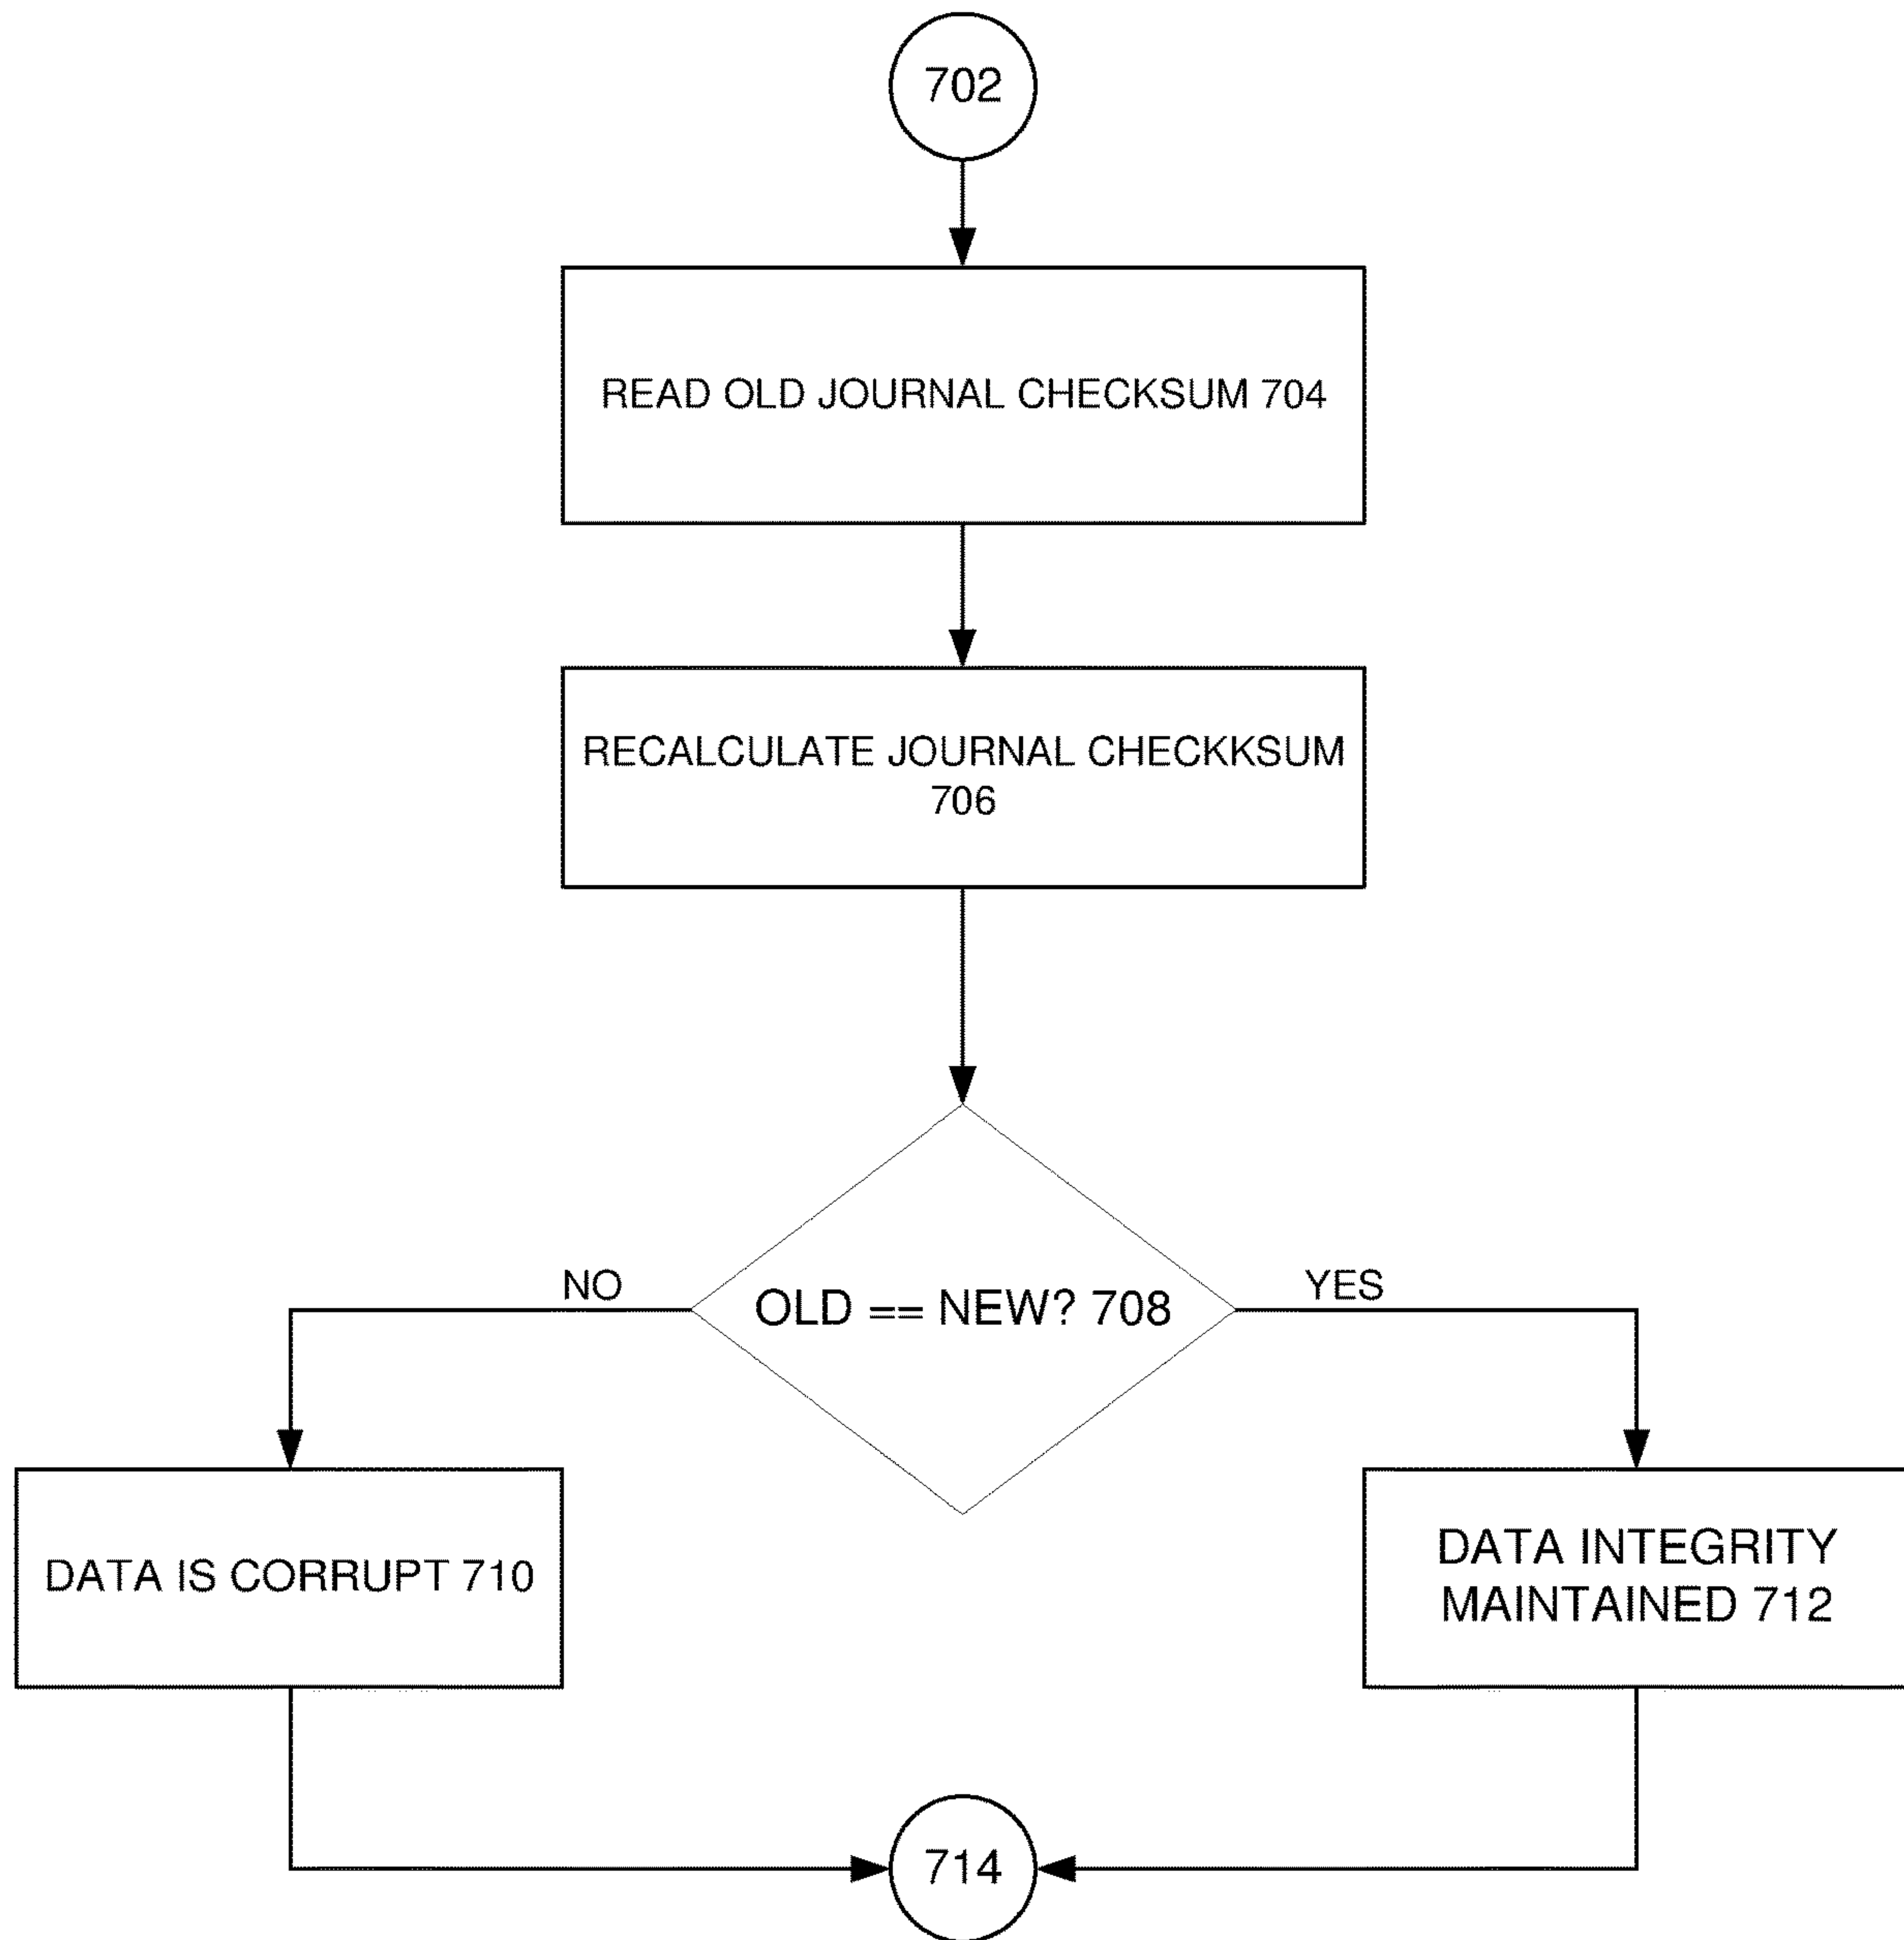 702
READ OLD JOURNAL CHECKSUM 704
RECALCULATE JOURNAL CHECKKSUM
706
NO
YES
OLD == NEW? 708
DATA IS CORRUPT 710
DATA INTEGRITY
MAINTAINED 712
714